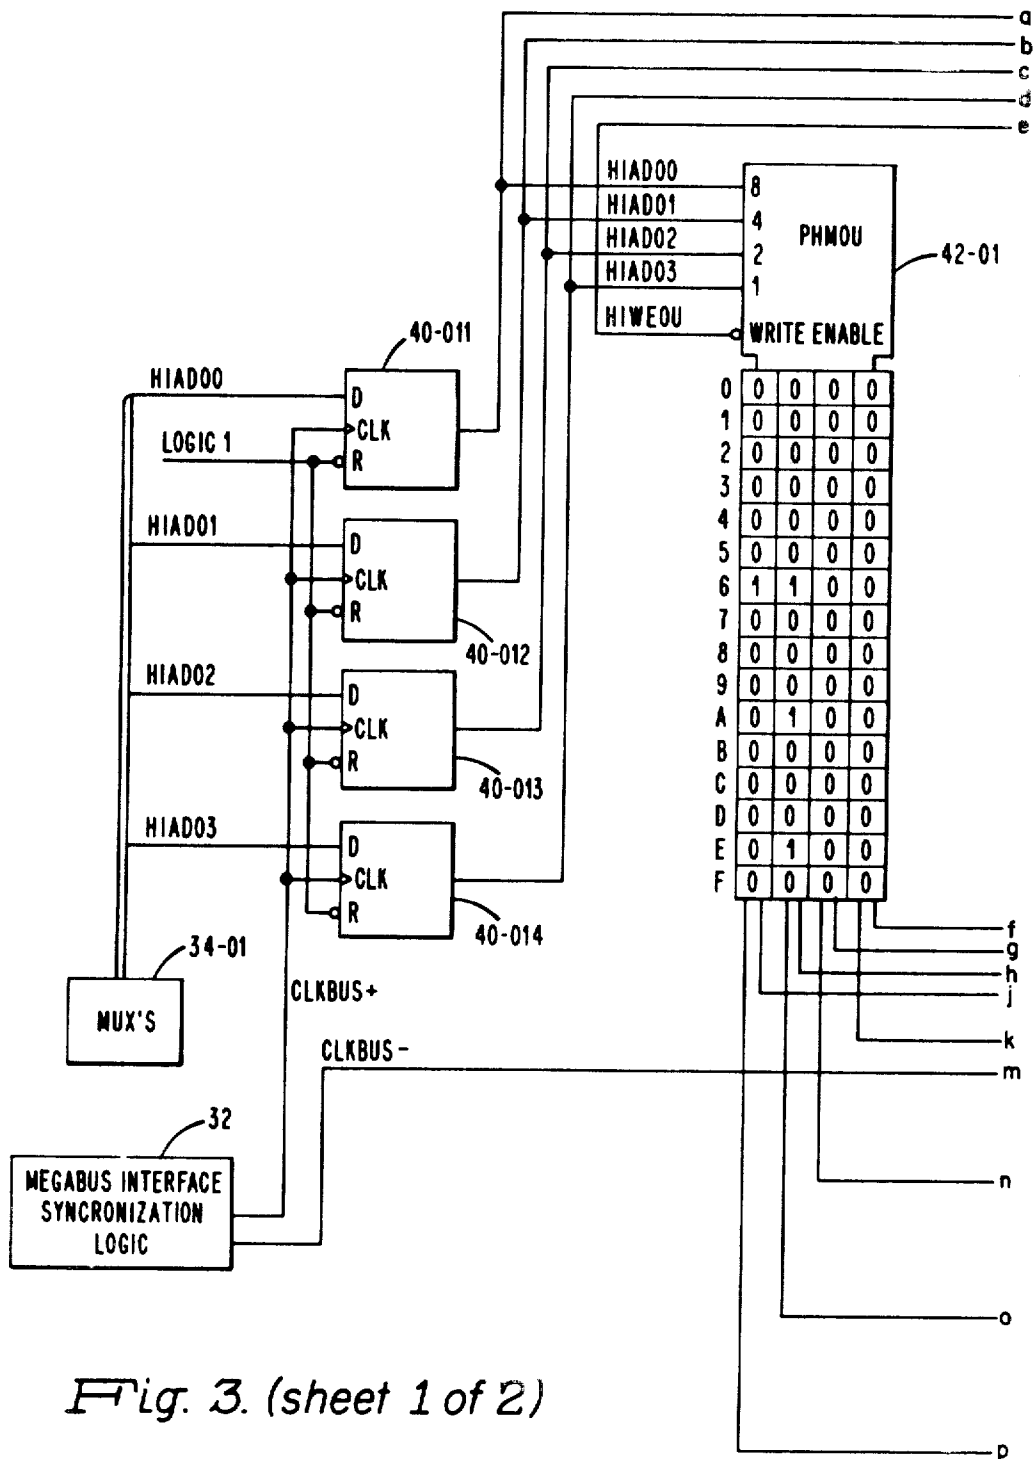 a
b
c
d
e
HIAD00
8
HIAD01
4
PHMOU
HIAD02
2
42-01
HIAD03
1
HIWEOU
WRITE ENABLE
40-011
HIAD00
D
CLK
LOGIC 1
R
HIAD01
D
CLK
R
40-012
HIAD02
D
CLK
R
40-013
HIAD03
D
CLK
R
40-014
0 0 0 0 0
1 0 0 0 0
2 0 0 0 0
3 0 0 0 0
4 0 0 0 0
5 0 0 0 0
6 1 1 0 0
7 0 0 0 0
8 0 0 0 0
9 0 0 0 0
A 0 1 0 0
B 0 0 0 0
C 0 0 0 0
D 0 0 0 0
E 0 1 0 0
F 0 0 0 0
34-01
MUX'S
CLKBUS+
CLKBUS-
f
g
h
j
k
m
32
MEGABUS INTERFACE
SYNCRONIZATION
LOGIC
n
o
p
Fig. 3. (sheet 1 of 2)